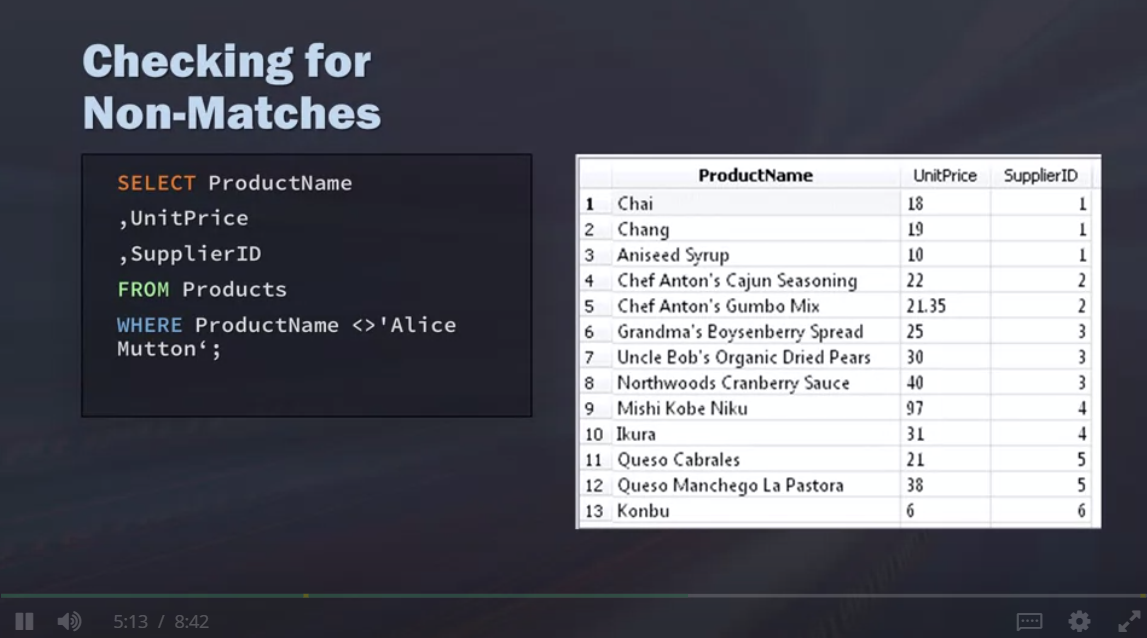 Checking for
Non-Matches
SELECT ProductName
,UnitPrice
,SupplierID
FROM Products
WHERE ProductName <>'Alice
Mutton‘;
ProductName UnitPrice SupplierID
1 Chai 18 1
2 Chang 19 1
3 Aniseed Syrup 10 1
4 Chef Anton's Cajun Seasoning 22 2
5 Chef Anton's Gumbo Mix 21.35 2
6 Grandma's Boysenberry Spread 25 3
7 Uncle Bob's Organic Dried Pears 30 3
8 Northwoods Cranberry Sauce 40 3
9 Mishi Kobe Niku 97 4
10 Ikura 31 4
11 Queso Cabrales 21 5
12 Queso Manchego La Pastora 38 5
13 Konbu 6 6
5:13 / 8:42